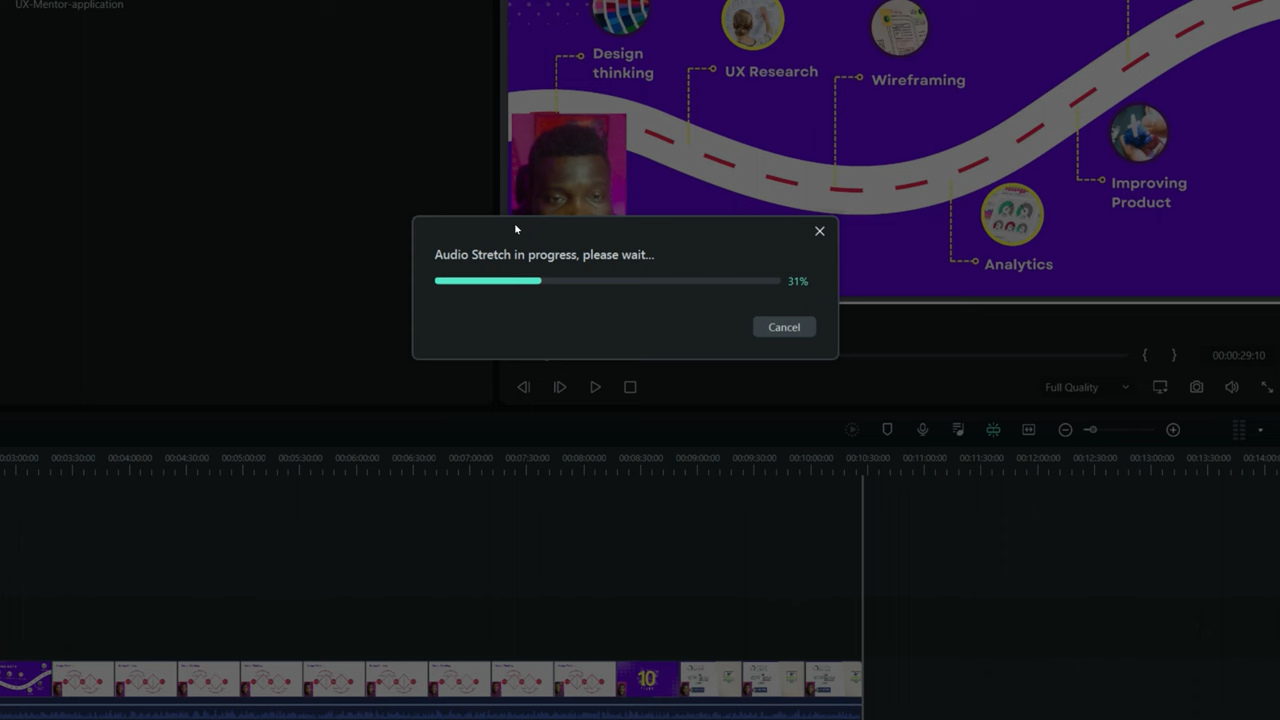 UX-Mentor-application
Design
thinking
UX Research
Wireframing
Improving
Product
Analytics
Audio Stretch in progress, please wait...
31%
Cancel
{ }
00:00:29:10
Full Quality
00:03:00:00 00:03:30:00 00:04:00:00 00:04:30:00 00:05:00:00 00:05:30:00 00:06:00:00 00:06:30:00 00:07:00:00 00:07:30:00 00:08:00:00 00:08:30:00 00:09:00:00 00:09:30:00 00:10:00:00 00:10:30:00 00:11:00:00 00:11:30:00 00:12:00:00 00:12:30:00 00:13:00:00 00:13:30:00 00:14:00
10